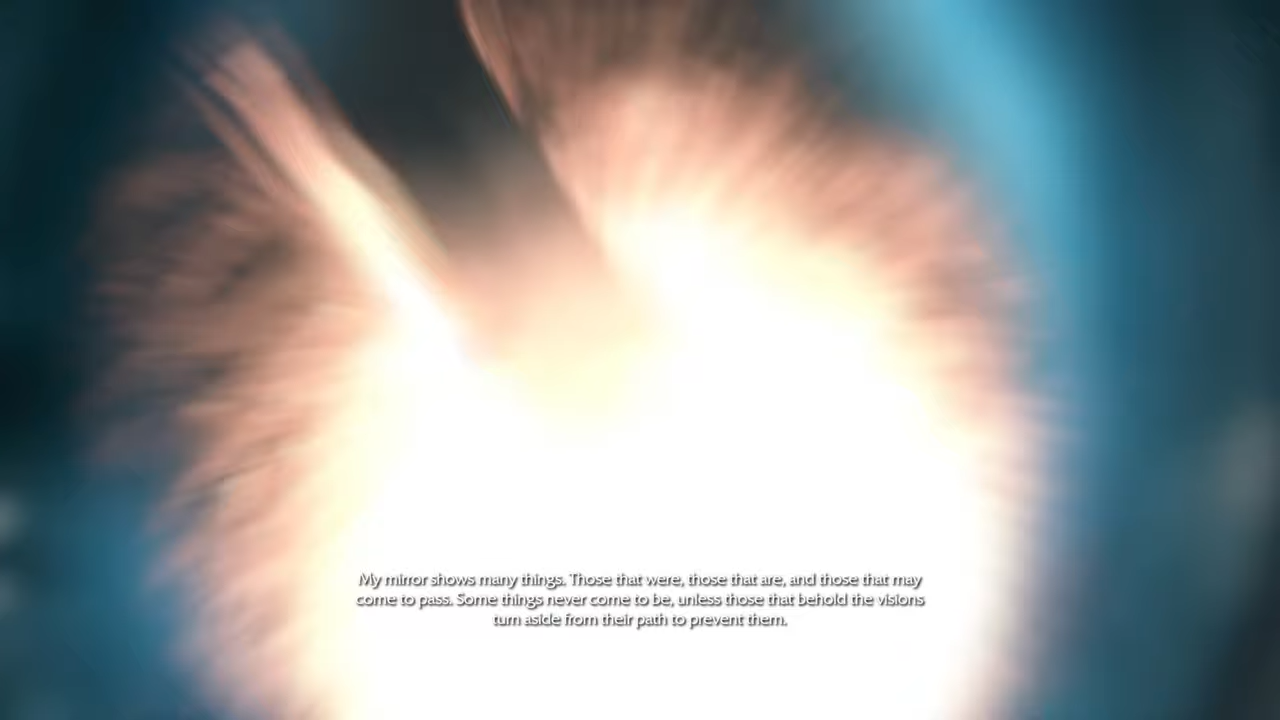 My mirror shows many things. Those that were, those that are, and those that may
come to pass. Some things never come to be, unless those that behold the visions
turn aside from their path to prevent them.